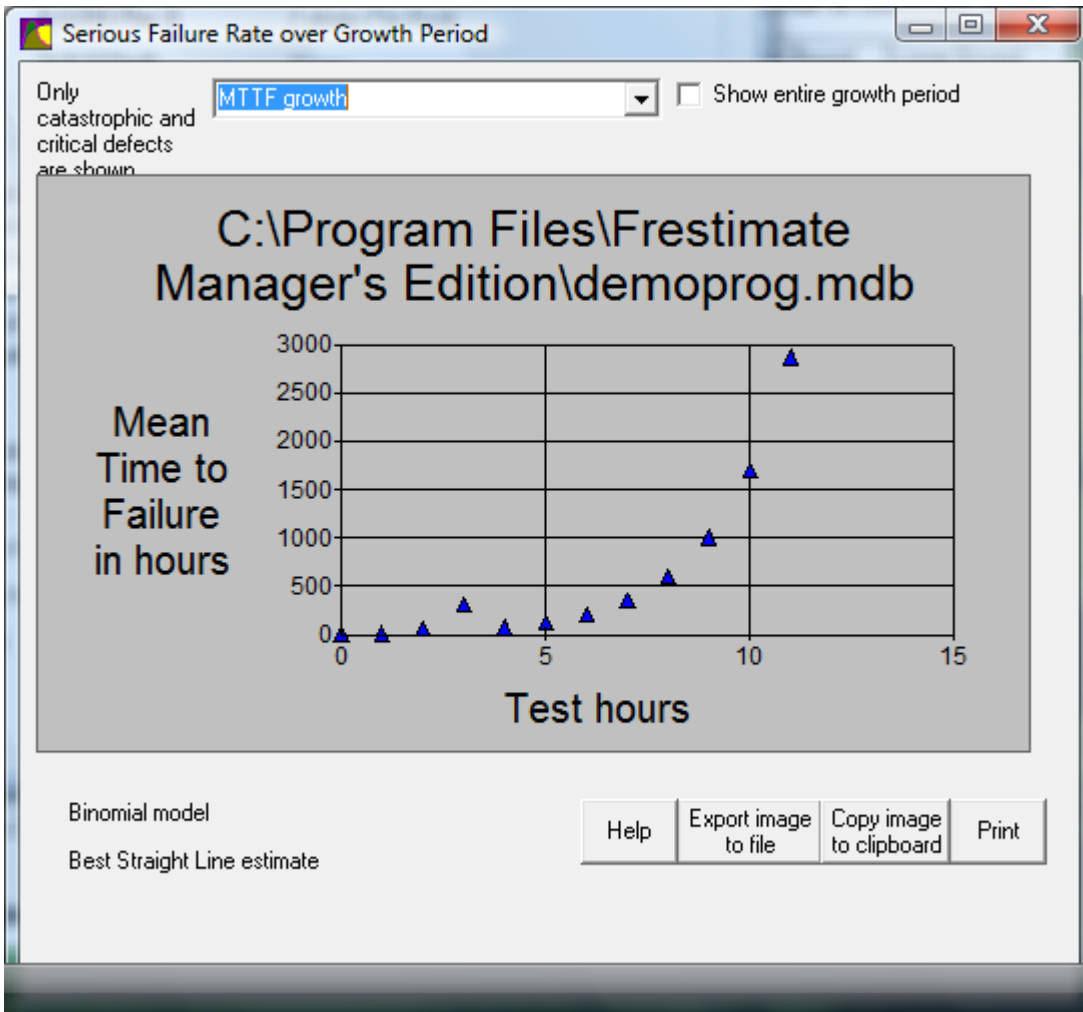 Serious Failure Rate over Growth Period
Only
catastrophic and
critical defects
are shown
MTTF growth
Show entire growth period
C:\Program Files\Frestimate
Manager's Edition\demoprog.mdb
Mean
Time to
Failure
in hours
3000
2500
2000
1500
1000
500
0
0 5 10 15
Test hours
Binomial model
Best Straight Line estimate
Help
Export image
to file
Copy image
to clipboard
Print